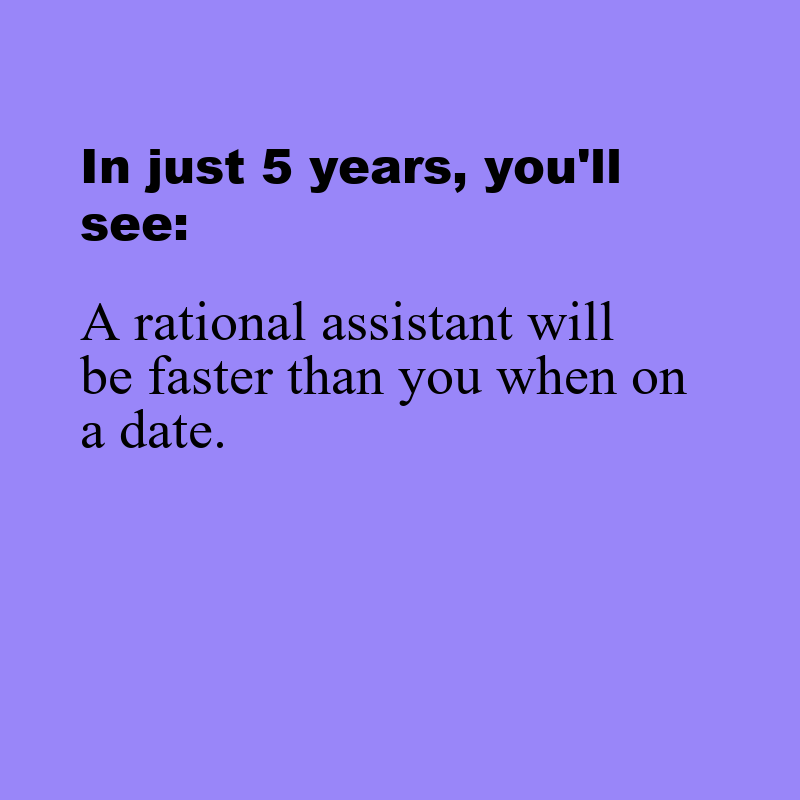 In just 5 years, you'll
see:
A rational assistant will
be faster than you when on
a date.